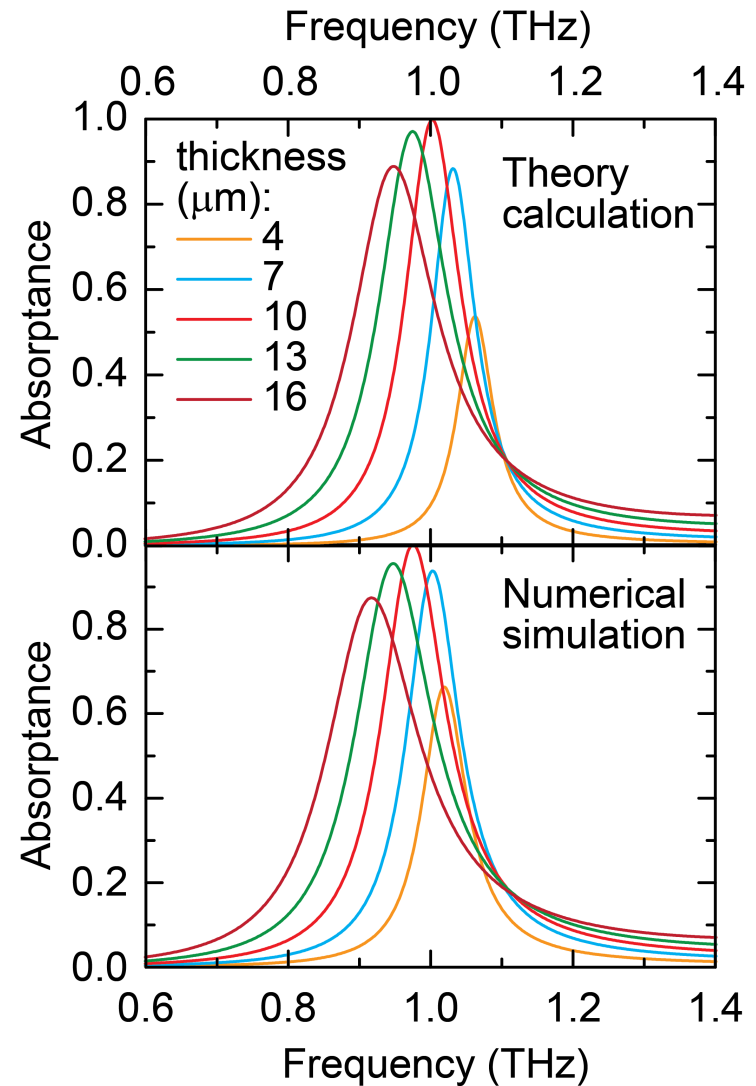 Frequency (THz)
0.6 0.8 1.0 1.2 1.4
1.0
0.8
0.6
0.4
0.2
0.0
Absorptance
thickness
(μm):
4
7
10
13
16
Theory
calculation
0.8
0.6
0.4
0.2
0.0
Absorptance
Numerical
simulation
0.6 0.8 1.0 1.2 1.4
Frequency (THz)